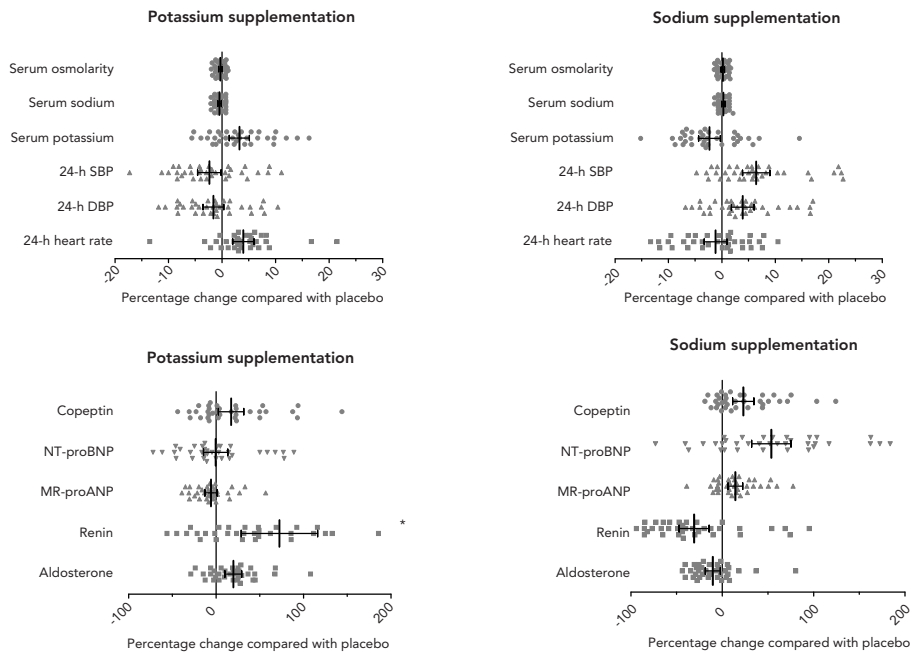 Potassium supplementation
Serum osmolarity
Serum sodium
Serum potassium
24-h SBP
24-h DBP
24-h heart rate
-20
-10
0
10
20
30
Percentage change compared with placebo
Sodium supplementation
Serum osmolarity
Serum sodium
Serum potassium
24-h SBP
24-h DBP
24-h heart rate
-20
-10
0
10
20
30
Percentage change compared with placebo
Potassium supplementation
Copeptin
NT-proBNP
MR-proANP
Renin
*
Aldosterone
-100
0
100
200
Percentage change compared with placebo
Sodium supplementation
Copeptin
NT-proBNP
MR-proANP
Renin
Aldosterone
-100
0
100
200
Percentage change compared with placebo